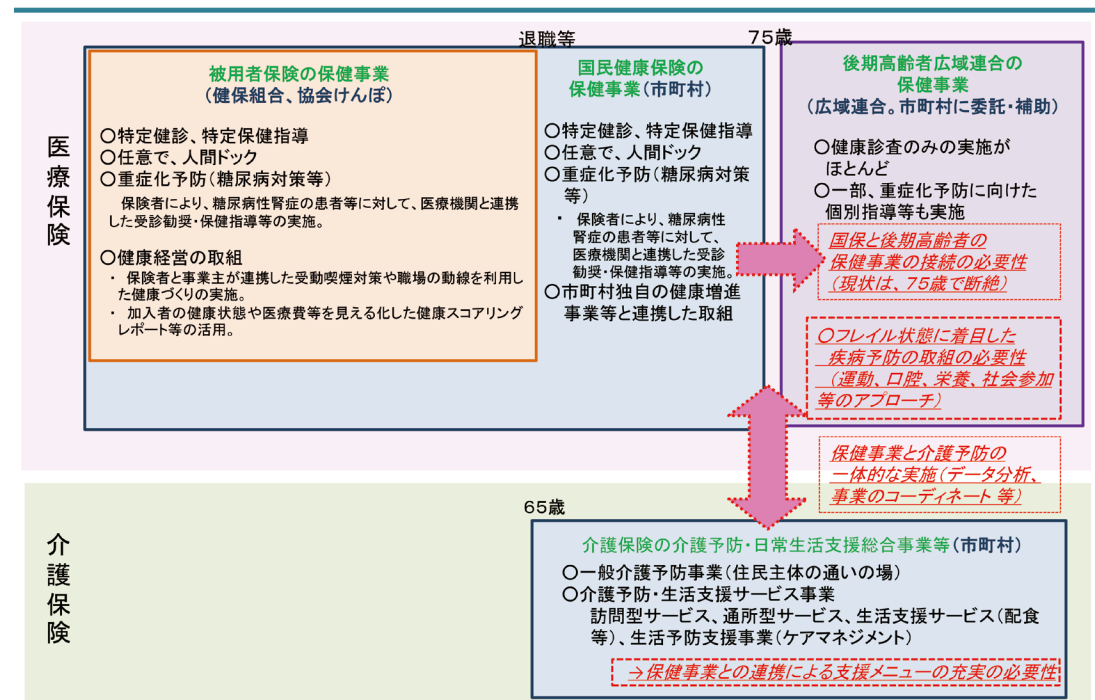 医療保険
退職等
75歳
被用者保険の保健事業
（健保組合、協会けんぽ）
〇特定健診、特定保健指導
〇任意で、人間ドック
〇重症化予防（糖尿病対策等）
保険者により、糖尿病性腎症の患者等に対して、医療機関と連携
した受診勧奨・保健指導等の実施。
〇健康経営の取組
・ 保険者と事業主が連携した受動喫煙対策や職場の動線を利用し
た健康づくりの実施。
・ 加入者の健康状態や医療費等を見える化した健康スコアリング
レポート等の活用。
国民健康保険の
保健事業（市町村）
〇特定健診、特定保健指導
〇任意で、人間ドック
〇重症化予防（糖尿病対策
等）
・ 保険者により、糖尿病性
腎症の患者等に対して、
医療機関と連携した受診
勧奨・保健指導等の実施。
〇市町村独自の健康増進
事業等と連携した取組
後期高齢者広域連合の
保健事業
（広域連合。市町村に委託・補助）
〇健康診査のみの実施が
ほとんど
〇一部、重症化予防に向けた
個別指導等も実施
国保と後期高齢者の
保健事業の接続の必要性
（現状は、75歳で断絶）
〇フレイル状態に着目した
疾病予防の取組の必要性
（運動、口腔、栄養、社会参加
等のアプローチ）
保健事業と介護予防の
一体的な実施（データ分析、
事業のコーディネート 等）
介護保険
65歳
介護保険の介護予防・日常生活支援総合事業等（市町村）
〇一般介護予防事業（住民主体の通いの場）
〇介護予防・生活支援サービス事業
訪問型サービス、通所型サービス、生活支援サービス（配食
等）、生活予防支援事業（ケアマネジメント）
→保健事業との連携による支援メニューの充実の必要性